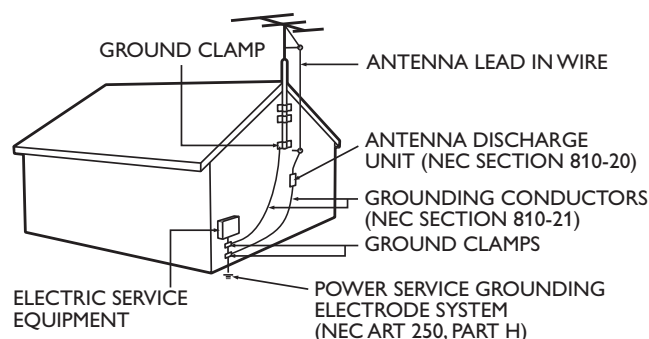 GROUND CLAMP
ANTENNA LEAD IN WIRE
ANTENNA DISCHARGE
UNIT (NEC SECTION 810-20)
GROUNDING CONDUCTORS
(NEC SECTION 810-21)
GROUND CLAMPS
ELECTRIC SERVICE
EQUIPMENT
POWER SERVICE GROUNDING
ELECTRODE SYSTEM
(NEC ART 250, PART H)